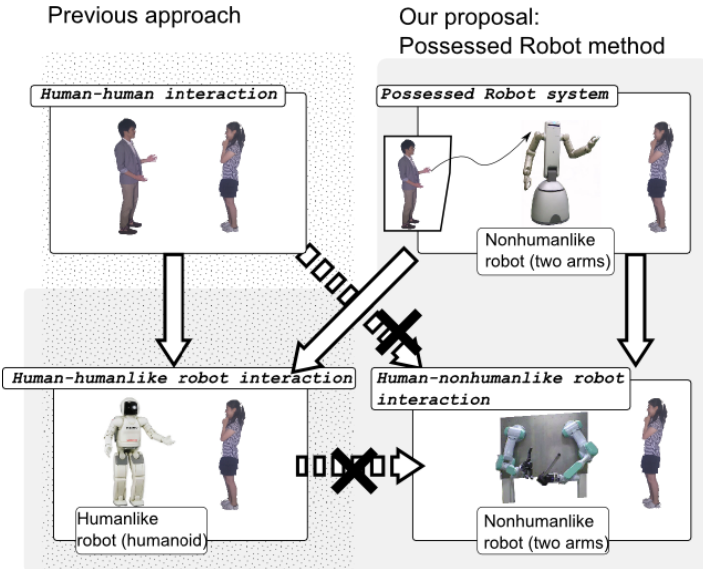 Previous approach
Our proposal:
Possessed Robot method
Human-human interaction
Possessed Robot system
Nonhumanlike
robot (two arms)
Human-humanlike robot interaction
Human-nonhumanlike robot
interaction
Humanlike
robot (humanoid)
Nonhumanlike
robot (two arms)